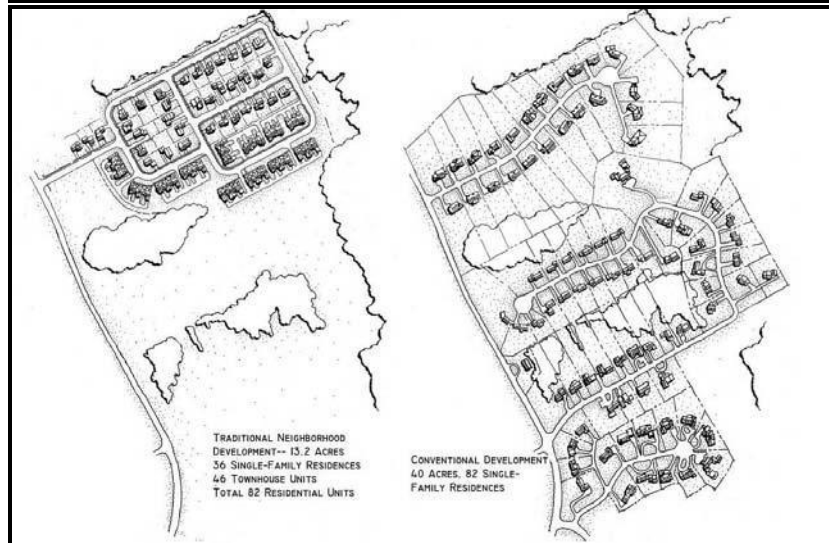 TRADITIONAL NEIGHBORHOOD
DEVELOPMENT-- 13.2 ACRES
36 SINGLE-FAMILY RESIDENCES
46 TOWNHOUSE UNITS
TOTAL 82 RESIDENTIAL UNITS
CONVENTIONAL DEVELOPMENT
40 ACRES, 82 SINGLE-
FAMILY RESIDENCES